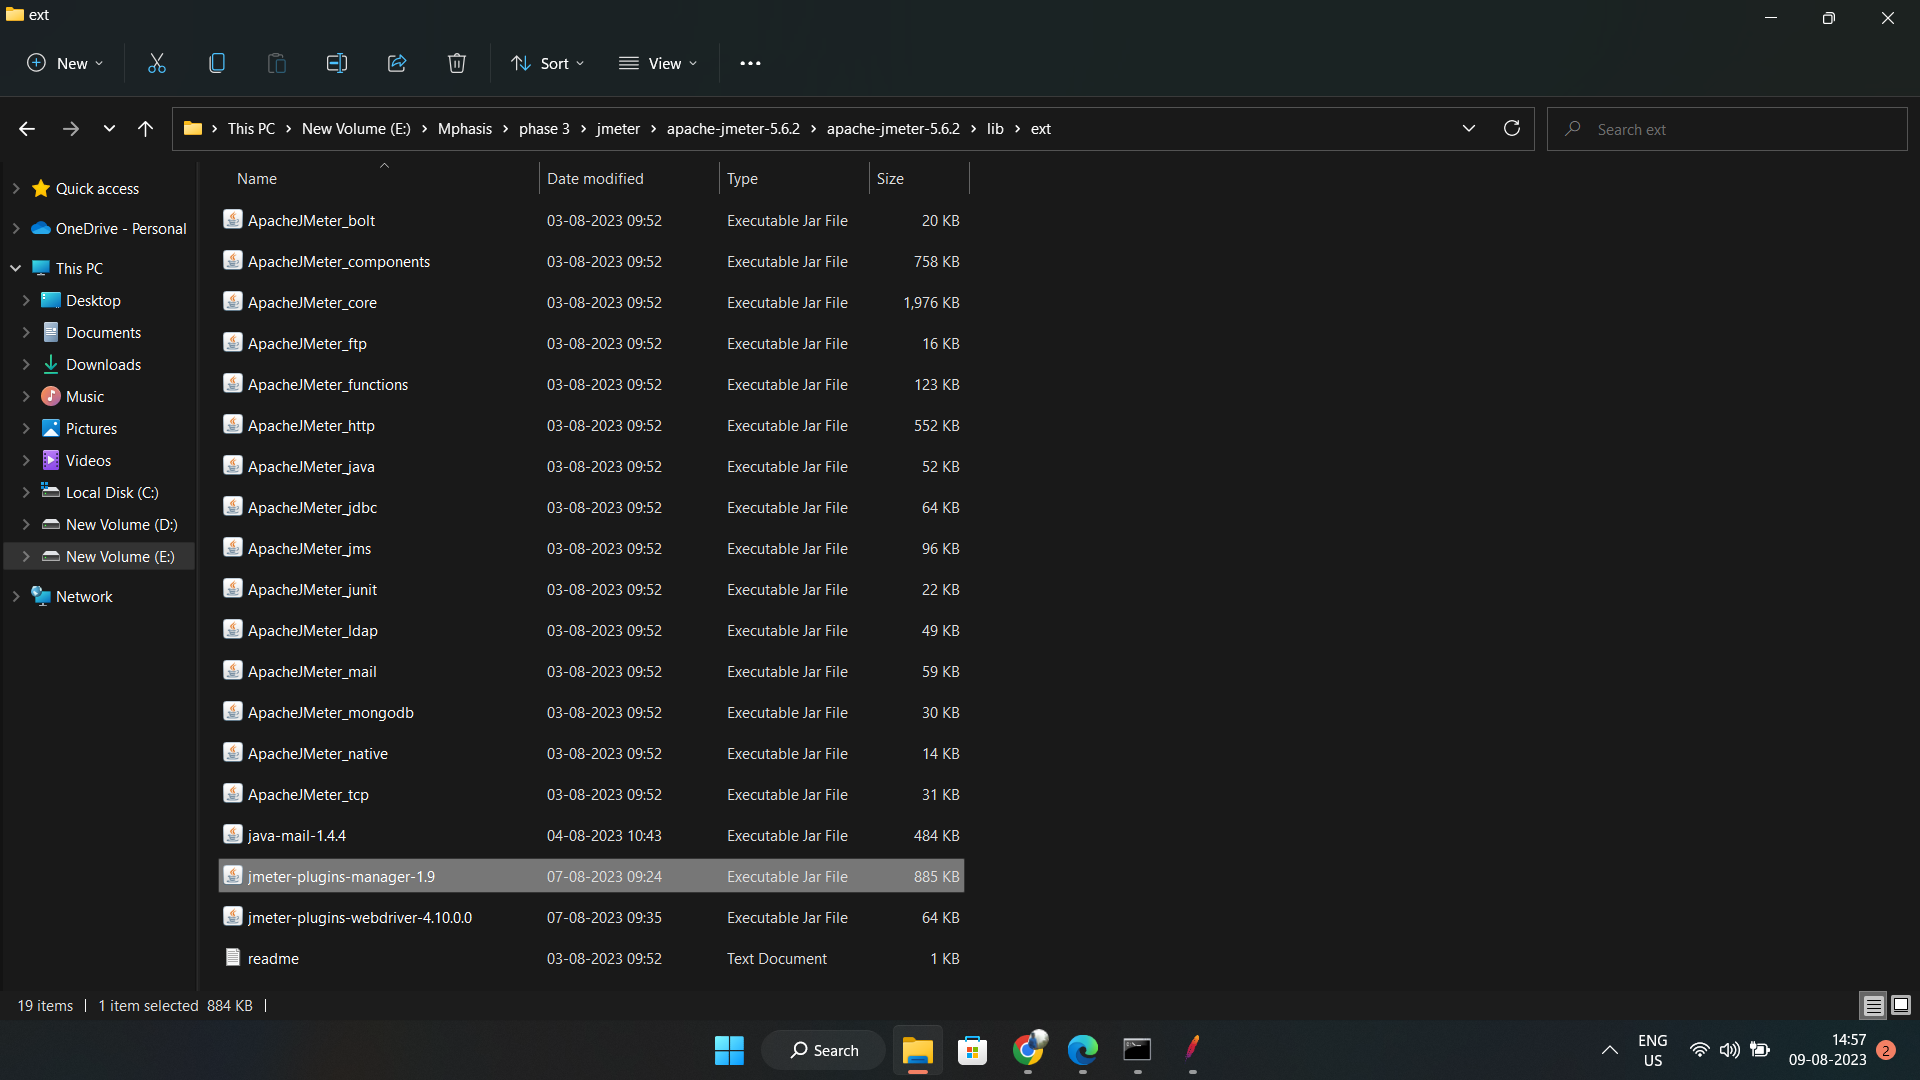 ext
New
Sort
View
This PC
New Volume (E:)
Mphasis
phase 3
jmeter
apache-jmeter-5.6.2
apache-jmeter-5.6.2
lib
ext
Search ext
Quick access
OneDrive - Personal
This PC
Desktop
Documents
Downloads
Music
Pictures
Videos
Local Disk (C:)
New Volume (D:)
New Volume (E:)
Network
Name Date modified Type Size
ApacheJMeter_bolt 03-08-2023 09:52 Executable Jar File 20 KB
ApacheJMeter_components 03-08-2023 09:52 Executable Jar File 758 KB
ApacheJMeter_core 03-08-2023 09:52 Executable Jar File 1,976 KB
ApacheJMeter_ftp 03-08-2023 09:52 Executable Jar File 16 KB
ApacheJMeter_functions 03-08-2023 09:52 Executable Jar File 123 KB
ApacheJMeter_http 03-08-2023 09:52 Executable Jar File 552 KB
ApacheJMeter_java 03-08-2023 09:52 Executable Jar File 52 KB
ApacheJMeter_jdbc 03-08-2023 09:52 Executable Jar File 64 KB
ApacheJMeter_jms 03-08-2023 09:52 Executable Jar File 96 KB
ApacheJMeter_junit 03-08-2023 09:52 Executable Jar File 22 KB
ApacheJMeter_ldap 03-08-2023 09:52 Executable Jar File 49 KB
ApacheJMeter_mail 03-08-2023 09:52 Executable Jar File 59 KB
ApacheJMeter_mongodb 03-08-2023 09:52 Executable Jar File 30 KB
ApacheJMeter_native 03-08-2023 09:52 Executable Jar File 14 KB
ApacheJMeter_tcp 03-08-2023 09:52 Executable Jar File 31 KB
java-mail-1.4.4 04-08-2023 10:43 Executable Jar File 484 KB
jmeter-plugins-manager-1.9 07-08-2023 09:24 Executable Jar File 885 KB
jmeter-plugins-webdriver-4.10.0.0 07-08-2023 09:35 Executable Jar File 64 KB
readme 03-08-2023 09:52 Text Document 1 KB
19 items
1 item selected 884 KB
Search
ENG
US
14:57
09-08-2023
2